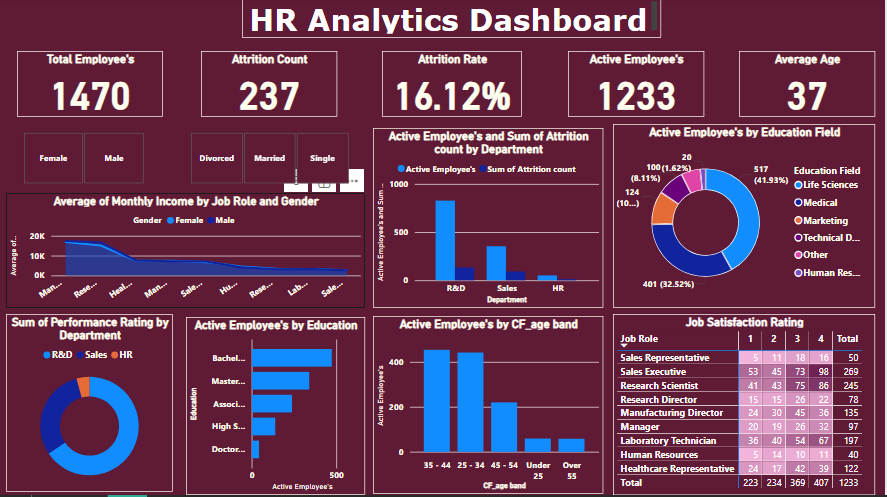 HR Analytics Dashboard
Total Employee's
1470
Attrition Count
237
Attrition Rate
16.12%
Active Employee's
1233
Average Age
37
Female
Male
Divorced
Married
Single
Average of Monthly Income by Job Role and Gender
Gender Female Male
Average of...
20K
10K
0K
Man...
Rese...
Heal...
Man...
Sale...
Hu...
Rese...
Lab...
Sale...
Active Employee's and Sum of Attrition
count by Department
Active Employee's Sum of Attrition count
Active Employee's and Sum ...
1000
500
0
R&D
Sales
HR
Department
Active Employee's by Education Field
20
(1.62%)
100
(8.11%)
124
(10...)
517
(41.93%)
401 (32.52%)
Education Field
Life Sciences
Medical
Marketing
Technical D...
Other
Human Res...
Sum of Performance Rating by
Department
R&D Sales HR
Active Employee's by Education
Education
Bachel...
Master...
Associ...
High S...
Doctor...
0
500
Active Employee's
Active Employee's by CF_age band
Active Employee's
400
200
0
35 - 44
25 - 34
45 - 54
Under
25
Over
55
CF_age band
Job Satisfaction Rating
Job Role 1 2 3 4 Total
Sales Representative 5 11 18 16 50
Sales Executive 53 45 73 98 269
Research Scientist 41 43 75 86 245
Research Director 15 15 26 22 78
Manufacturing Director 24 30 45 36 135
Manager 20 19 26 32 97
Laboratory Technician 36 40 54 67 197
Human Resources 5 14 10 11 40
Healthcare Representative 24 17 42 39 122
Total 223 234 369 407 1233